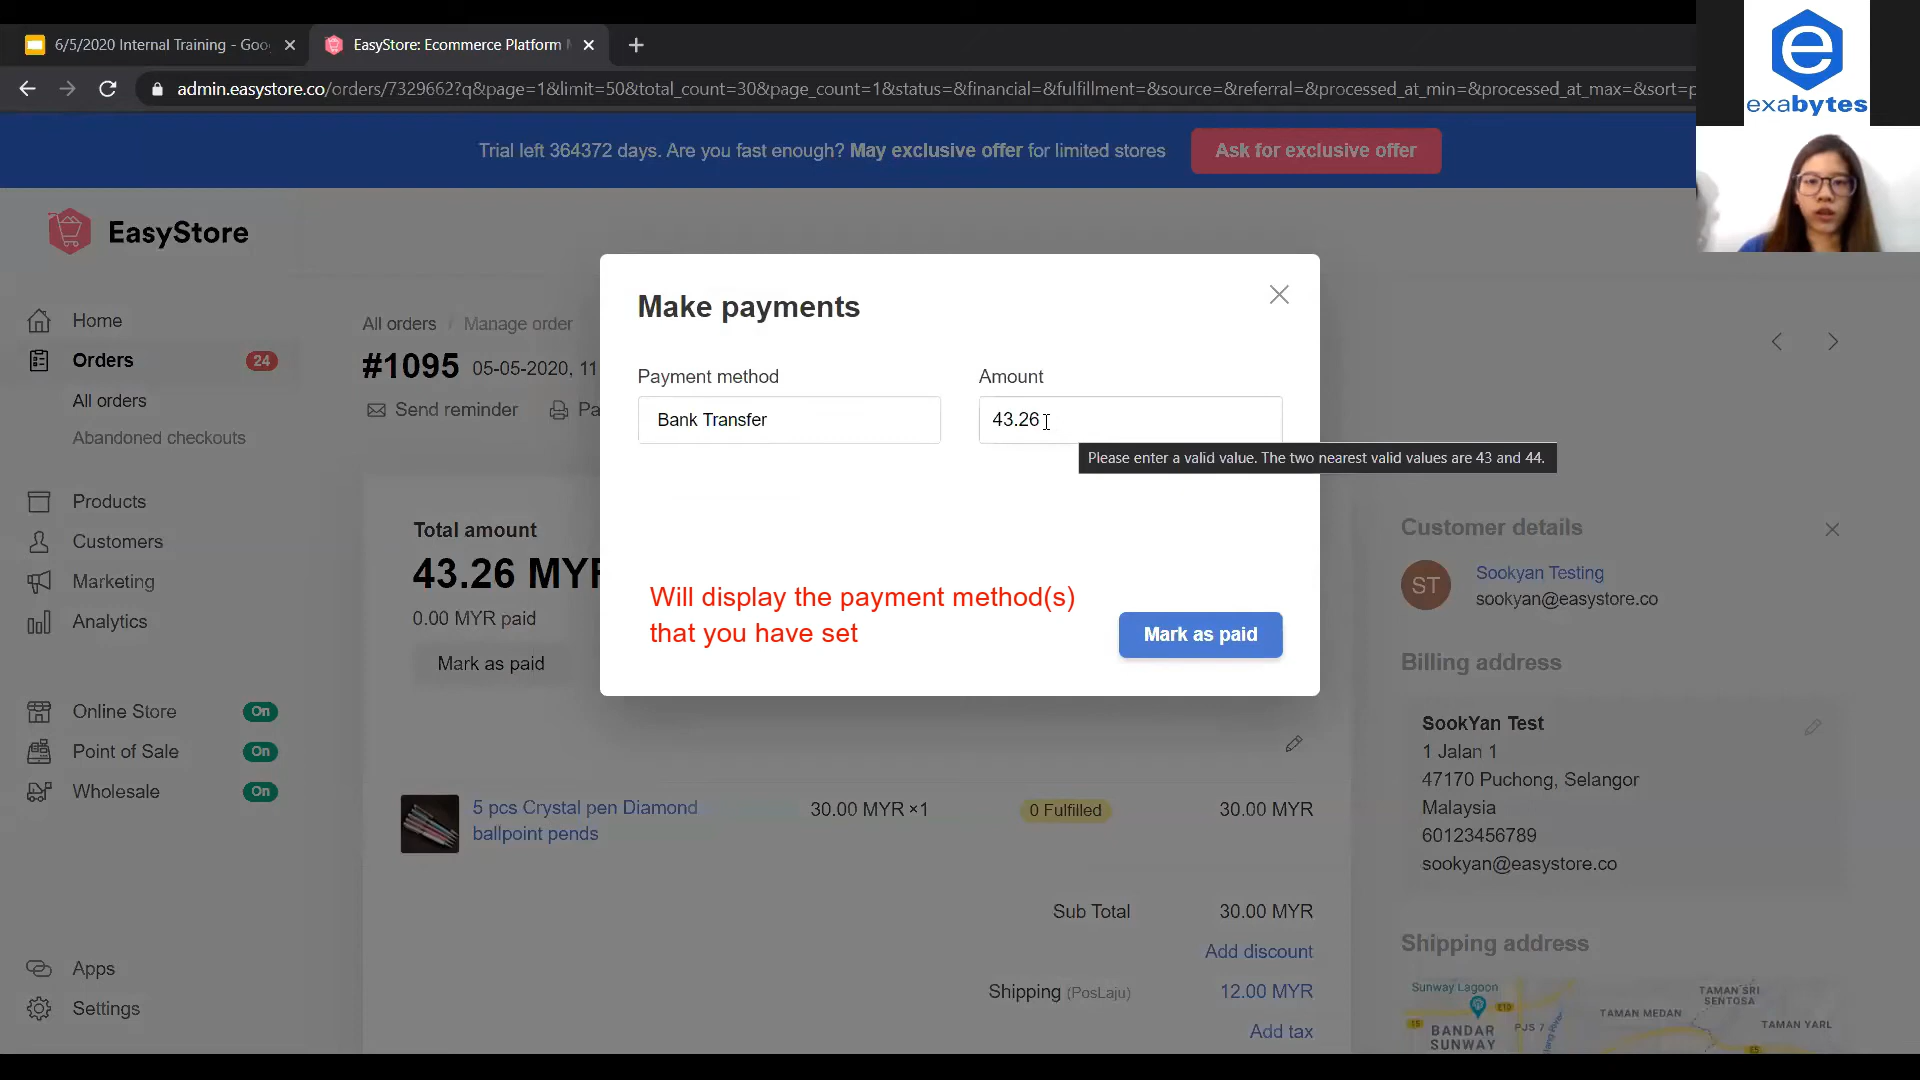 6/5/2020 Internal Training - Goo
EasyStore: Ecommerce Platform
admin.easystore.co/orders/7329662?q&page=1&limit=50&total_count=30&page_count=1&status=&financial=&fulfillment=&source=&referral=&processed_at_min=&processed_at_max=&sort=p
e
exabytes
Trial left 364372 days. Are you fast enough? May exclusive offer for limited stores
Ask for exclusive offer
EasyStore
Home
Orders 24
All orders
Abandoned checkouts
Products
Customers
Marketing
Analytics
Online Store On
Point of Sale On
Wholesale On
Apps
Settings
All orders / Manage order
#1095 05-05-2020, 11
Send reminder Pa
Total amount
43.26 MYR
0.00 MYR paid
Mark as paid
Make payments
Payment method
Bank Transfer
Amount
43.26
Please enter a valid value. The two nearest valid values are 43 and 44.
Will display the payment method(s)
that you have set
Mark as paid
5 pcs Crystal pen Diamond
ballpoint pends
30.00 MYR ×1
0 Fulfilled
30.00 MYR
Sub Total 30.00 MYR
Add discount
Shipping (PosLaju) 12.00 MYR
Add tax
Customer details
ST
Sookyan Testing
sookyan@easystore.co
Billing address
SookYan Test
1 Jalan 1
47170 Puchong, Selangor
Malaysia
60123456789
sookyan@easystore.co
Shipping address
Sunway Lagoon
E10
15
BANDAR
SUNWAY
PJS 7
TAMAN MEDAN
TAMAN SRI
SENTOSA
TAMAN YARL
15
E5